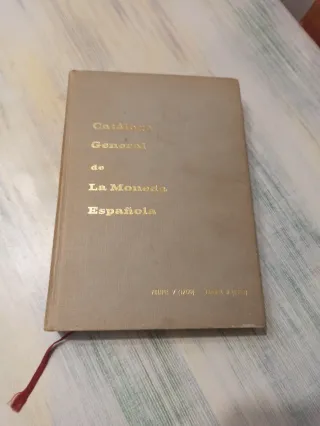 Catálogo
General
de
La Moneda
Española